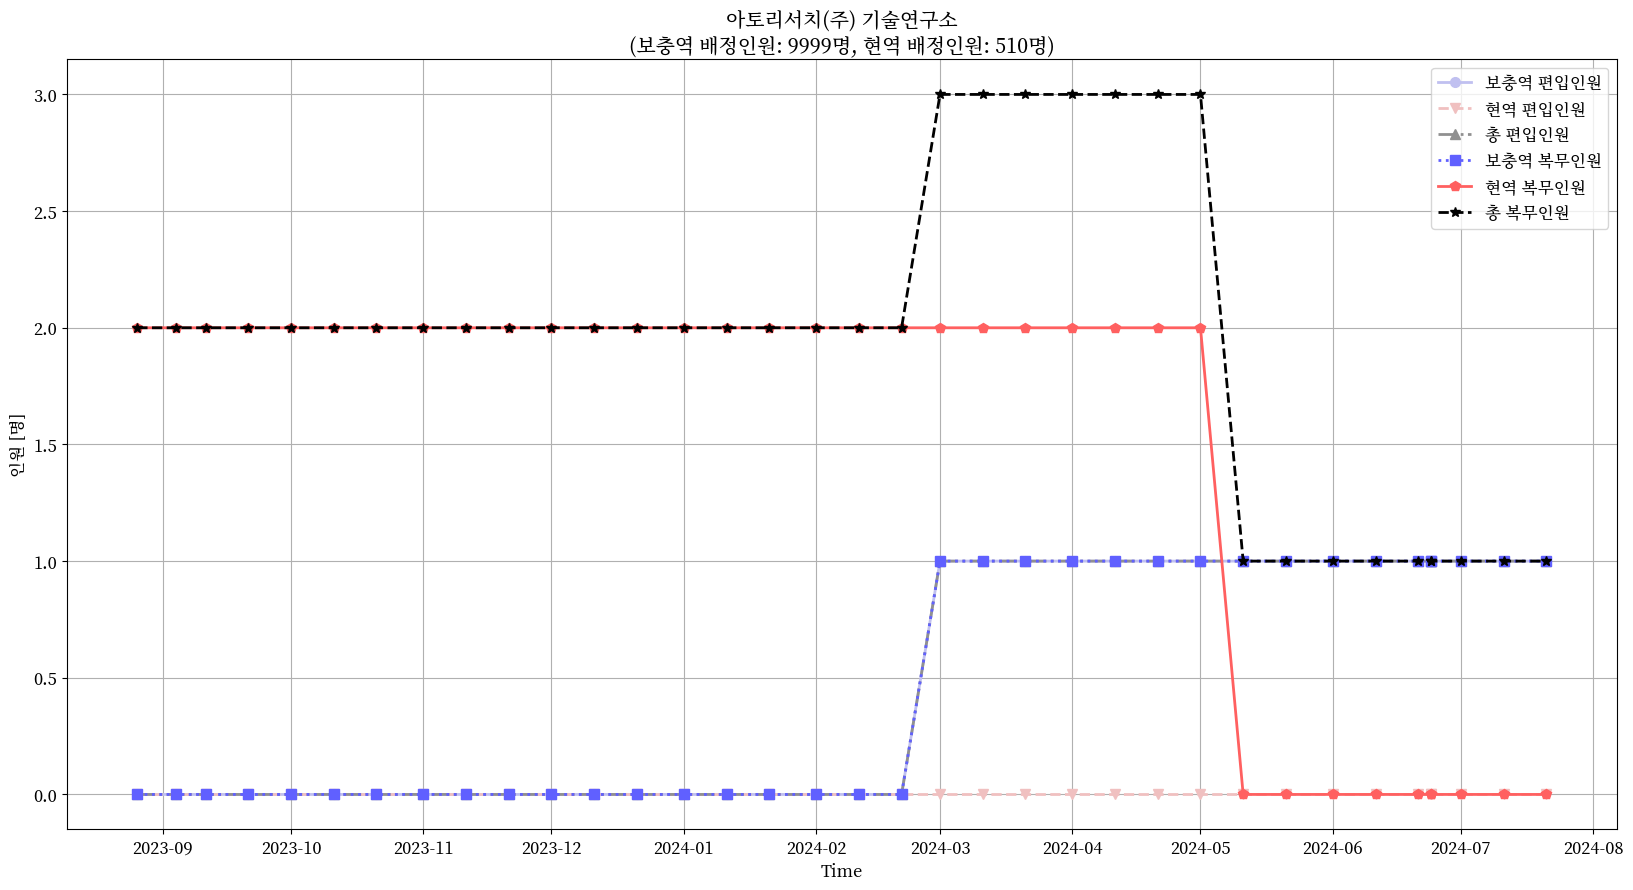 아토리서치(주) 기술연구소
(보충역 배정인원: 9999명, 현역 배정인원: 510명)
보충역 편입인원
현역 편입인원
총 편입인원
보충역 복무인원
현역 복무인원
총 복무인원
인원 [명]
3.0
2.5
2.0
1.5
1.0
0.5
0.0
2023-09 2023-10 2023-11 2023-12 2024-01 2024-02 2024-03 2024-04 2024-05 2024-06 2024-07 2024-08
Time